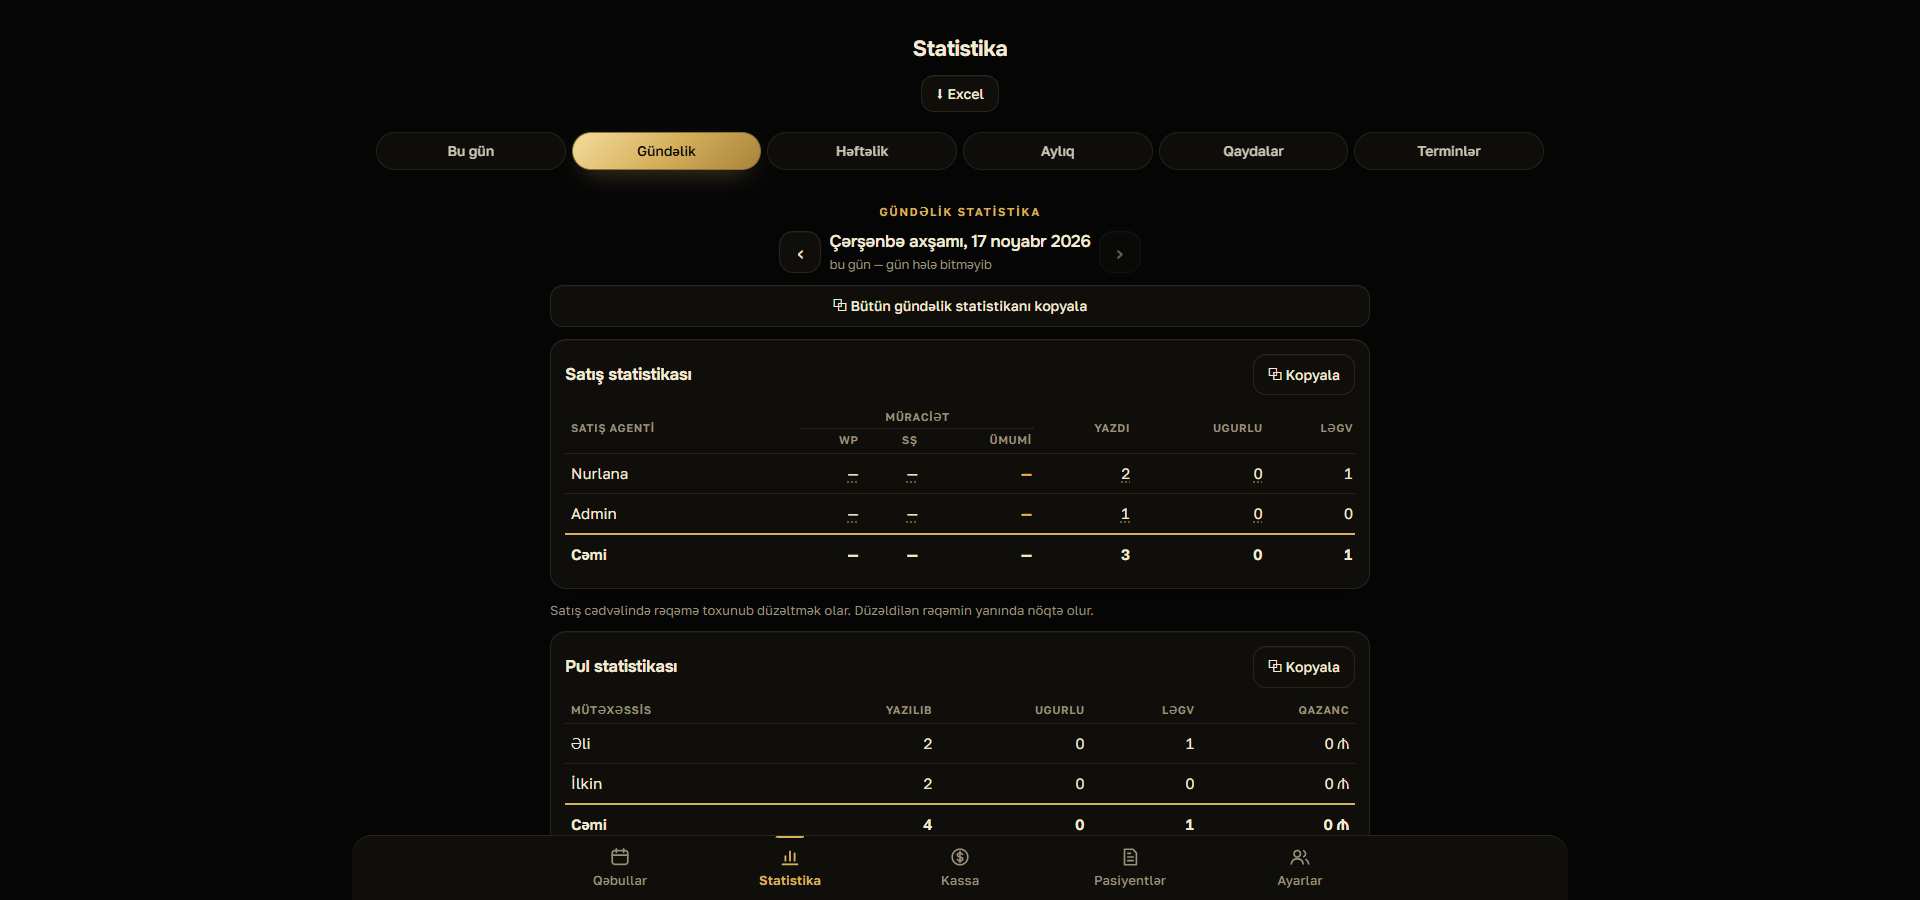 Statistika
⬇ Excel
Bu gün Gündəlik Həftəlik Aylıq Qaydalar Terminlər
GÜNDƏLİK STATİSTİKA
‹ Çərşənbə axşamı, 17 noyabr 2026 ›
bu gün — gün hələ bitməyib
Bütün gündəlik statistikanı kopyala
Satış statistikası Kopyala
SATIŞ AGENTİ MÜRACİƏT YAZDI UGURLU LƏGV
WP SŞ ÜMUMİ
Nurlana — — — 2 0 1
Admin — — — 1 0 0
Cəmi — — — 3 0 1
Satış cədvəlində rəqəmə toxunub düzəltmək olar. Düzəldilən rəqəmin yanında nöqtə olur.
Pul statistikası Kopyala
MÜTƏXƏSSİS YAZILIB UGURLU LƏGV QAZANC
Əli 2 0 1 0 ₼
İlkin 2 0 0 0 ₼
Cəmi 4 0 1 0 ₼
Qəbullar Statistika Kassa Pasiyentlər Ayarlar